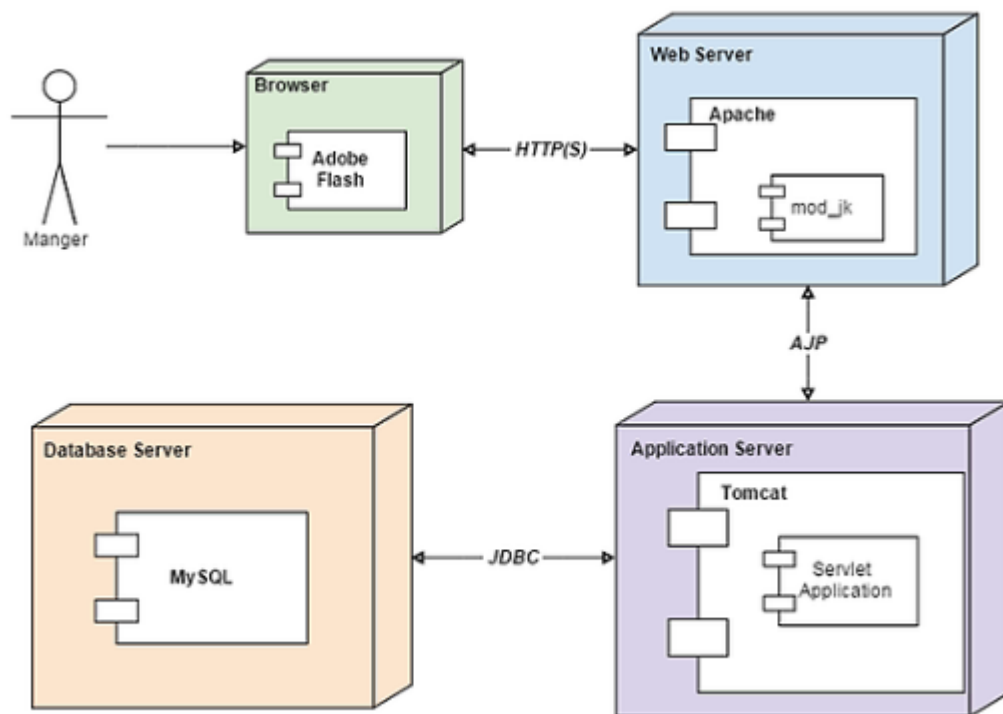 Web Server
Browser
Apache
Adobe
Flash
HTTP(S)
mod_jk
Manger
AJP
Database Server
Application Server
Tomcat
JDBC
MySQL
Servlet
Application